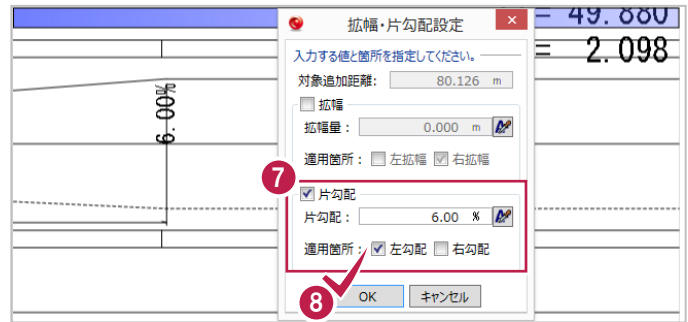 拡幅・片勾配設定
= 49.880
= 2.098
入力する値と箇所を指定してください。
対象追加距離: 80.126 m
拡幅
拡幅量: 0.000 m
適用箇所: 左拡幅 右拡幅
6.00%
7
片勾配
片勾配: 6.00 %
適用箇所: 左勾配 右勾配
8
OK キャンセル